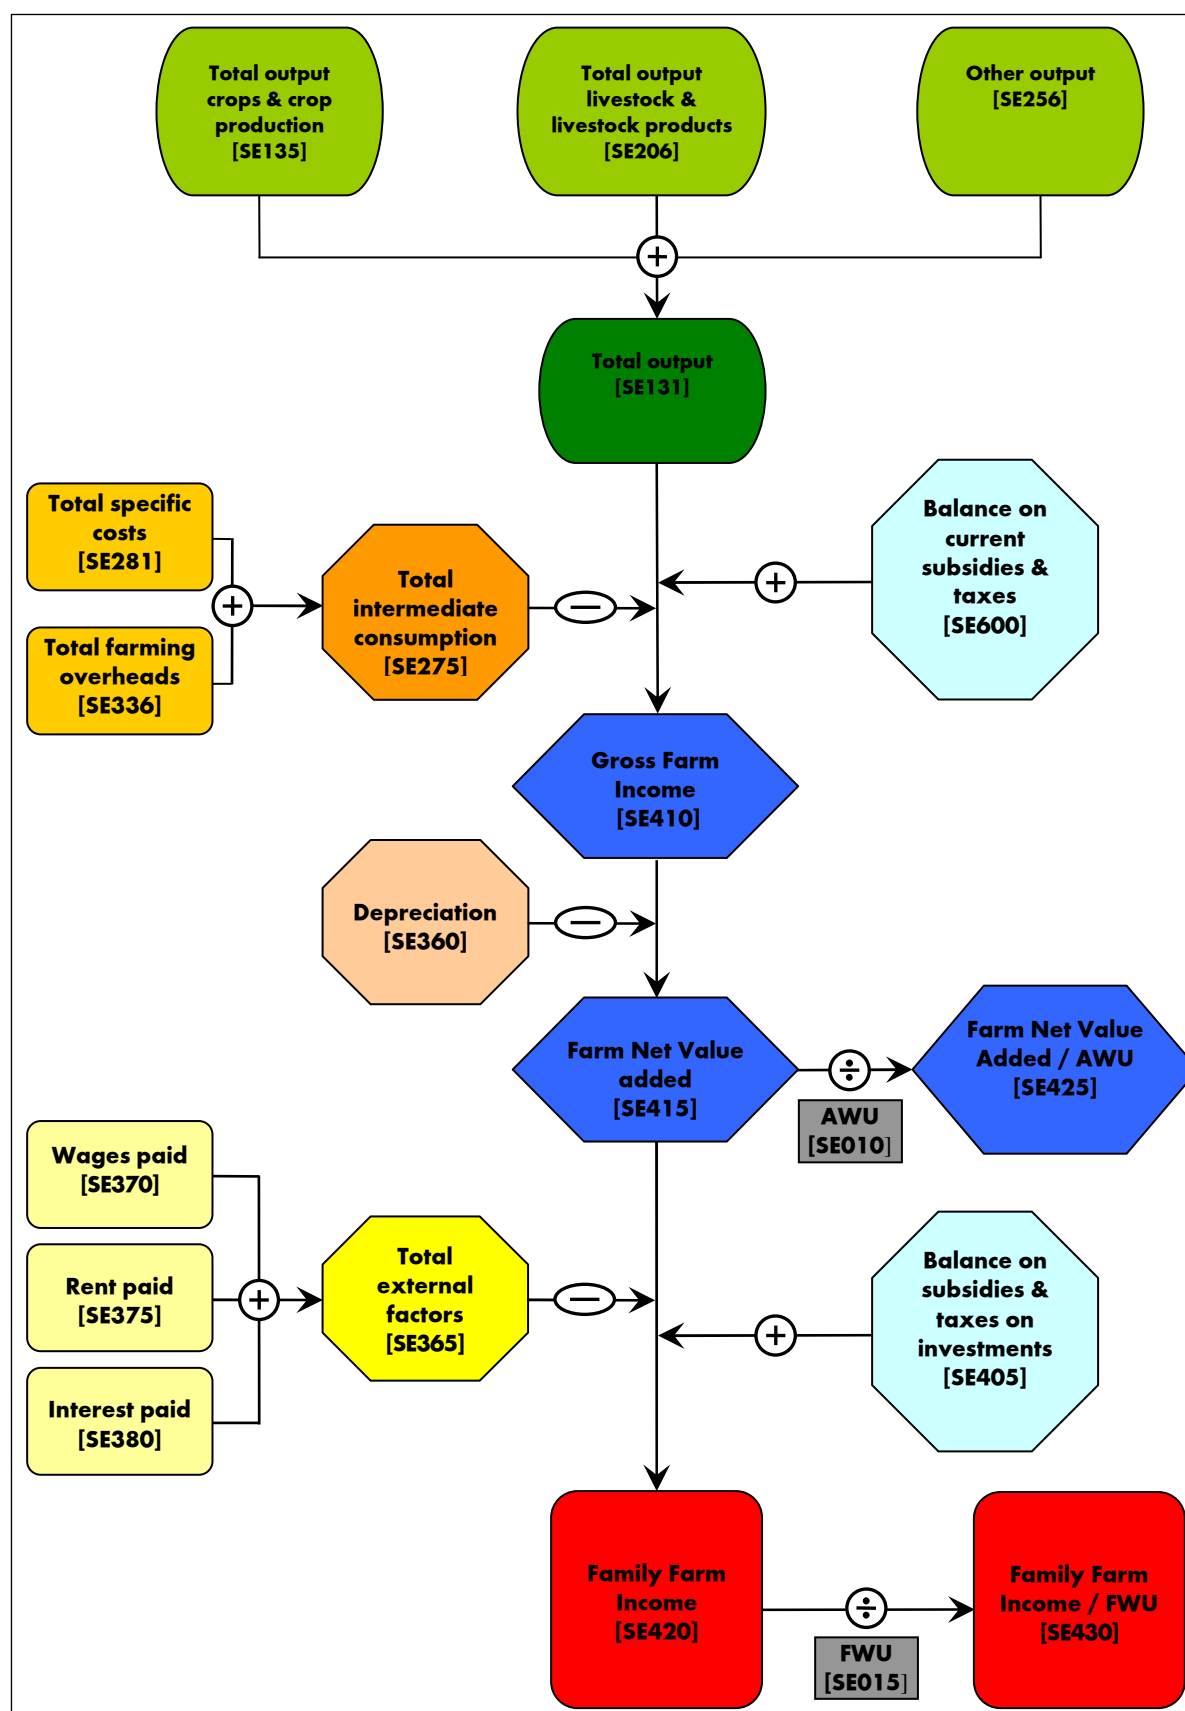 Total output
crops & crop
production
[SE135]
Total output
livestock &
livestock products
[SE206]
Other output
[SE256]
+
Total output
[SE131]
Total specific
costs
[SE281]
+
Total farming
overheads
[SE336]
Total
intermediate
consumption
[SE275]
—
+
Balance on
current
subsidies &
taxes
[SE600]
Gross Farm
Income
[SE410]
Depreciation
[SE360]
—
Farm Net Value
added
[SE415]
÷
AWU
[SE010]
Farm Net Value
Added / AWU
[SE425]
Wages paid
[SE370]
Rent paid
[SE375]
+
Interest paid
[SE380]
Total
external
factors
[SE365]
—
+
Balance on
subsidies &
taxes on
investments
[SE405]
Family Farm
Income
[SE420]
÷
FWU
[SE015]
Family Farm
Income / FWU
[SE430]